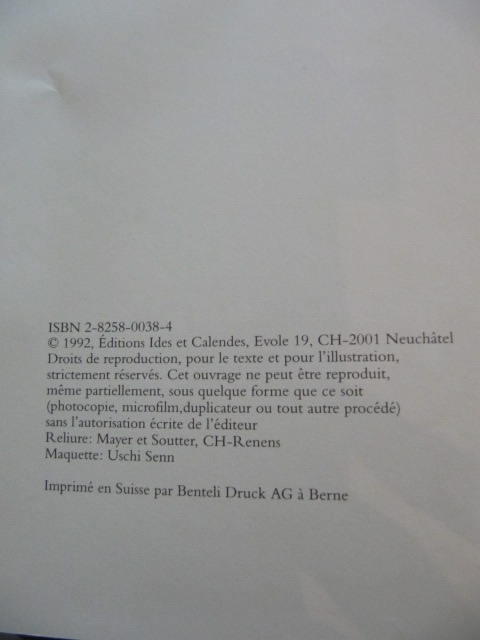 ISBN 2-8258-0038-4
© 1992, Éditions Ides et Calendes, Evole 19, CH-2001 Neuchâtel
Droits de reproduction, pour le texte et pour l'illustration,
strictement réservés. Cet ouvrage ne peut être reproduit,
même partiellement, sous quelque forme que ce soit
(photocopie, microfilm,duplicateur ou tout autre procédé)
sans l'autorisation écrite de l'éditeur
Reliure: Mayer et Soutter, CH-Renens
Maquette: Uschi Senn
Imprimé en Suisse par Benteli Druck AG à Berne